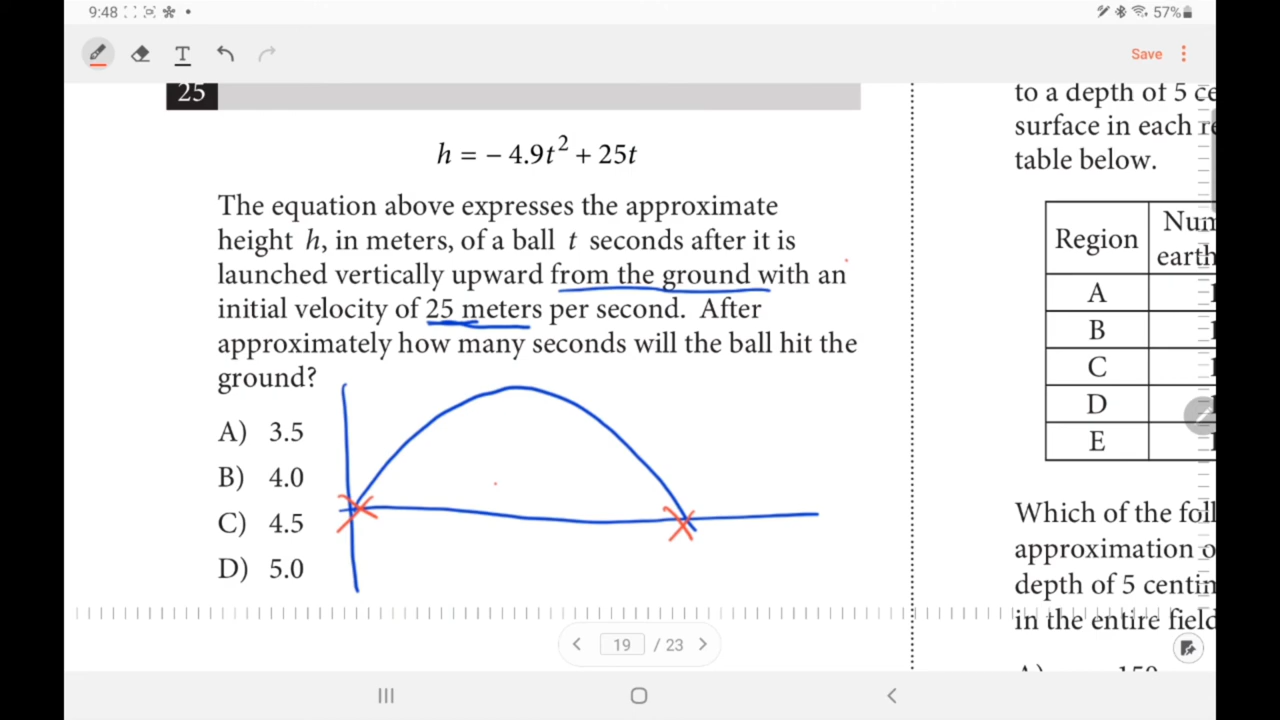 9:48
57%
T
Save
25
h = − 4.9t² + 25t
The equation above expresses the approximate
height h, in meters, of a ball t seconds after it is
launched vertically upward from the ground with an
initial velocity of 25 meters per second. After
approximately how many seconds will the ball hit the
ground?
A) 3.5
B) 4.0
C) 4.5
D) 5.0
to a depth of 5 ce
surface in each re
table below.
Region
Num
earth
A
B
C
D
E
Which of the foll
approximation o
depth of 5 centin
in the entire field
19 / 23